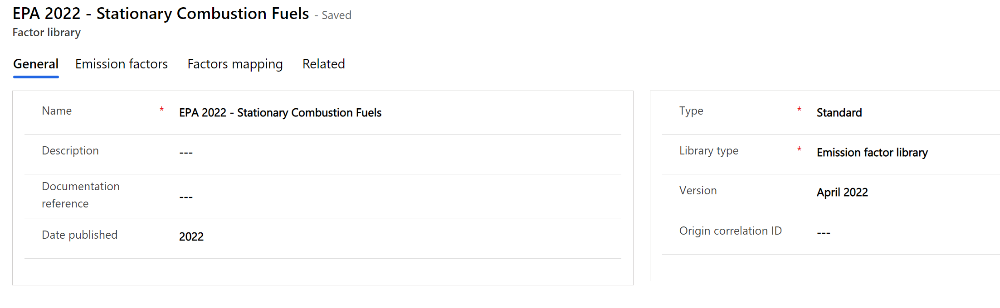 EPA 2022 - Stationary Combustion Fuels - Saved
Factor library
General Emission factors Factors mapping Related
Name * EPA 2022 - Stationary Combustion Fuels
Description ---
Documentation
reference ---
Date published 2022
Type * Standard
Library type * Emission factor library
Version April 2022
Origin correlation ID ---